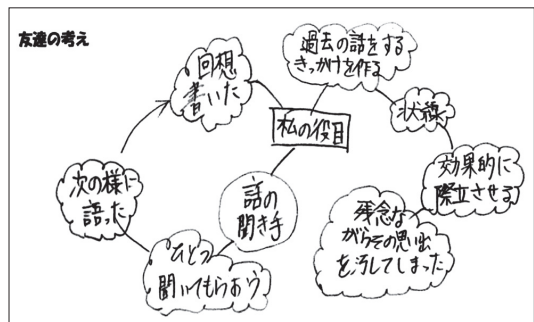 友達の考え
過去の話をする
きっかけを作る
回想
書いた
私の役目
状線
効果的に
際立させる
次の様に
語った
話の
聞き手
残念な
がらその思い出
を汚してしまった
ひとつ
聞いてもらおう